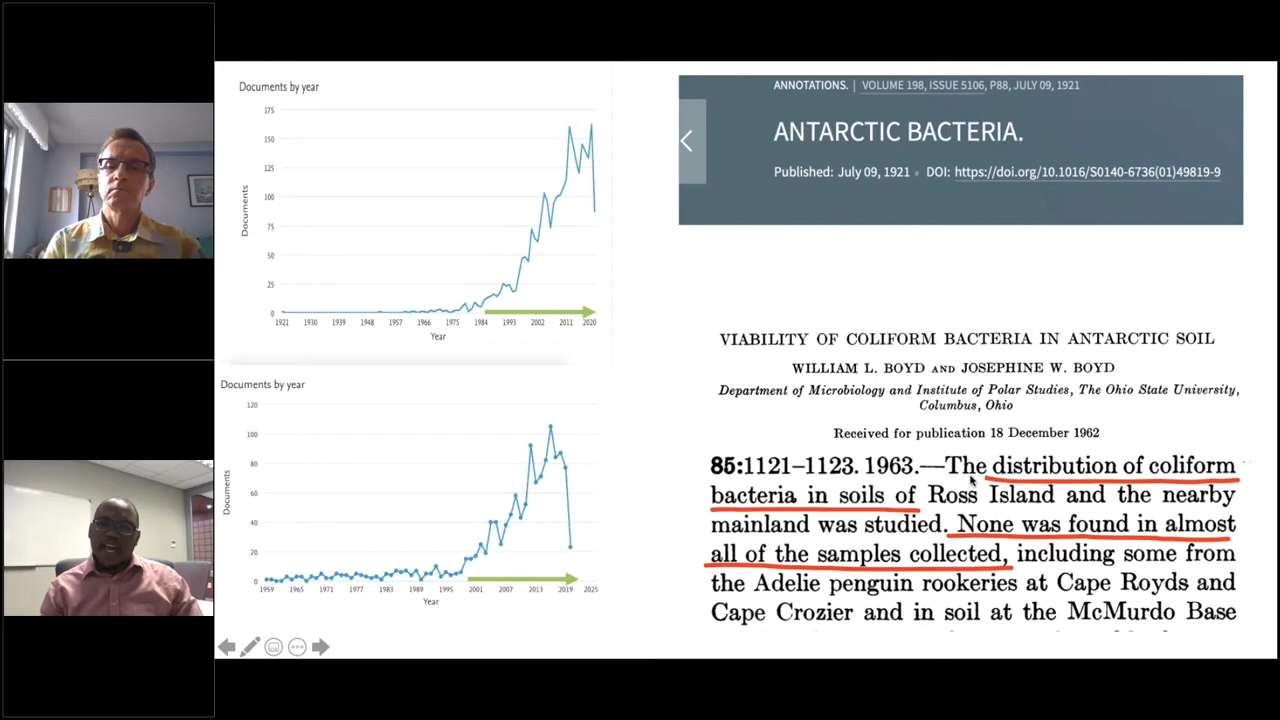 Documents by year
175
150
125
100
75
50
25
0
Documents
1921 1930 1939 1948 1957 1966 1975 1984 1993 2002 2011 2020
Year
Documents by year
120
100
80
60
40
20
0
Documents
1959 1965 1971 1977 1983 1989 1995 2001 2007 2013 2019 2025
Year
ANNOTATIONS. | VOLUME 198, ISSUE 5106, P88, JULY 09, 1921
ANTARCTIC BACTERIA.
Published: July 09, 1921 • DOI: https://doi.org/10.1016/S0140-6736(01)49819-9
VIABILITY OF COLIFORM BACTERIA IN ANTARCTIC SOIL
WILLIAM L. BOYD AND JOSEPHINE W. BOYD
Department of Microbiology and Institute of Polar Studies, The Ohio State University,
Columbus, Ohio
Received for publication 18 December 1962
85:1121–1123. 1963.—The distribution of coliform
bacteria in soils of Ross Island and the nearby
mainland was studied. None was found in almost
all of the samples collected, including some from
the Adelie penguin rookeries at Cape Royds and
Cape Crozier and in soil at the McMurdo Base